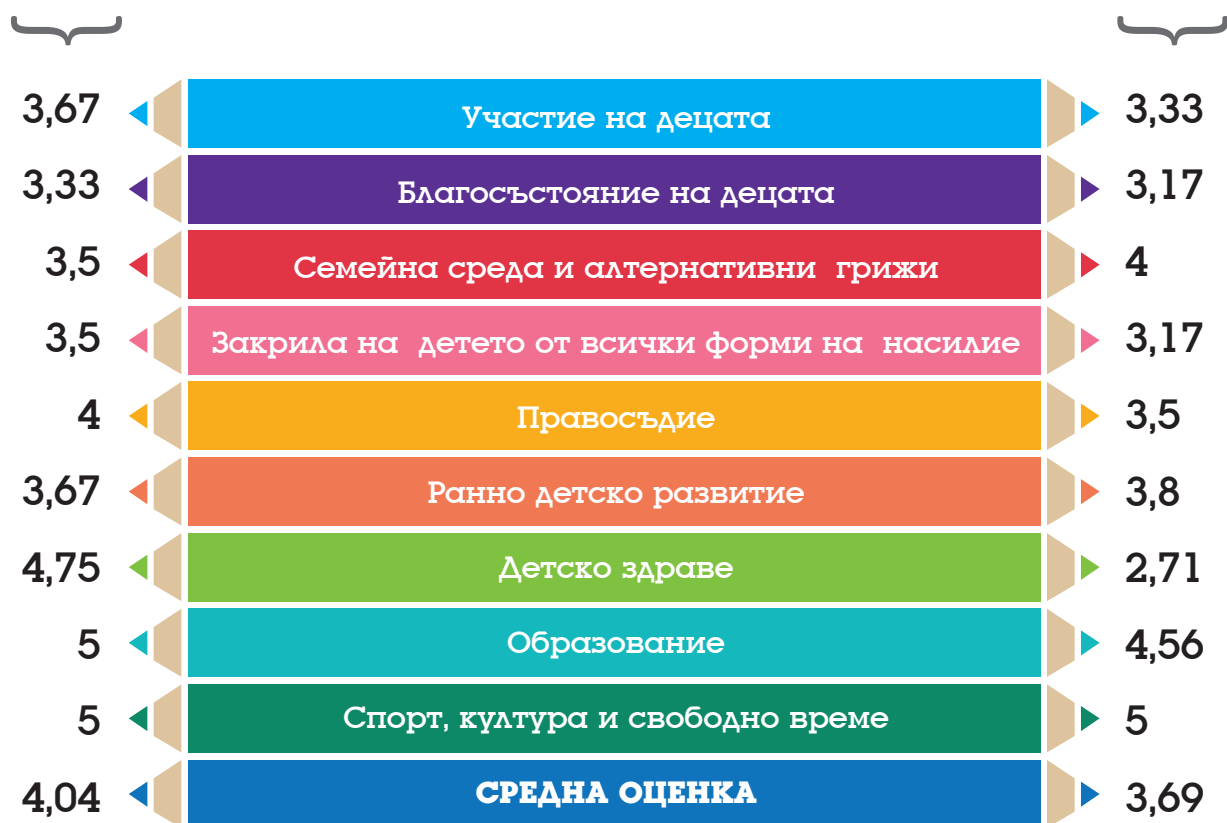 3,67 Участие на децата 3,33
3,33 Благосъстояние на децата 3,17
3,5 Семейна среда и алтернативни грижи 4
3,5 Закрила на детето от всички форми на насилие 3,17
4 Правосъдие 3,5
3,67 Ранно детско развитие 3,8
4,75 Детско здраве 2,71
5 Образование 4,56
5 Спорт, култура и свободно време 5
4,04 СРЕДНА ОЦЕНКА 3,69